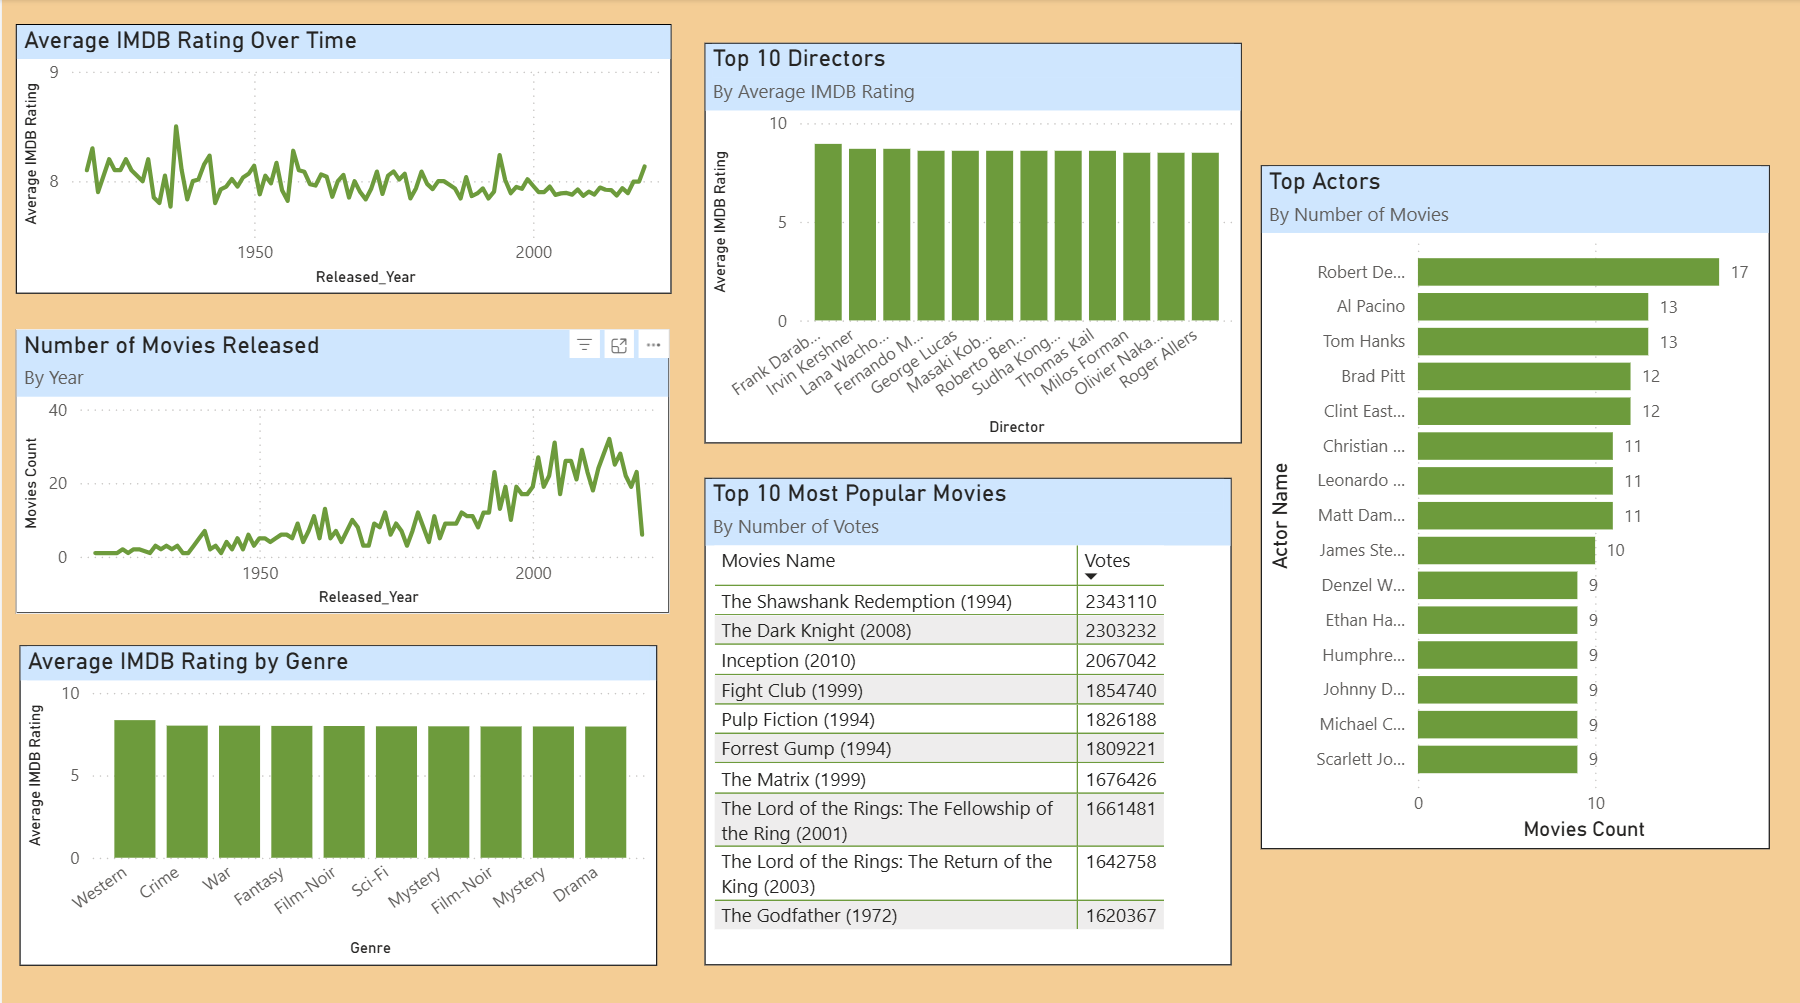 Average IMDB Rating Over Time
Average IMDB Rating
9
8
1950
2000
Released_Year
Number of Movies Released
By Year
Movies Count
40
20
0
1950
2000
Released_Year
Average IMDB Rating by Genre
Average IMDB Rating
10
5
0
Western
Crime
War
Fantasy
Film-Noir
Sci-Fi
Mystery
Film-Noir
Mystery
Drama
Genre
Top 10 Directors
By Average IMDB Rating
Average IMDB Rating
10
5
0
Frank Darab...
Irvin Kershner
Lana Wacho...
Fernando M...
George Lucas
Masaki Kob...
Roberto Ben...
Sudha Kong...
Thomas Kail
Milos Forman
Olivier Naka...
Roger Allers
Director
Top 10 Most Popular Movies
By Number of Votes
Movies Name Votes
The Shawshank Redemption (1994) 2343110
The Dark Knight (2008) 2303232
Inception (2010) 2067042
Fight Club (1999) 1854740
Pulp Fiction (1994) 1826188
Forrest Gump (1994) 1809221
The Matrix (1999) 1676426
The Lord of the Rings: The Fellowship of 1661481
the Ring (2001)
The Lord of the Rings: The Return of the 1642758
King (2003)
The Godfather (1972) 1620367
Top Actors
By Number of Movies
Actor Name
Robert De... 17
Al Pacino 13
Tom Hanks 13
Brad Pitt 12
Clint East... 12
Christian ... 11
Leonardo ... 11
Matt Dam... 11
James Ste... 10
Denzel W... 9
Ethan Ha... 9
Humphre... 9
Johnny D... 9
Michael C... 9
Scarlett Jo... 9
0 10
Movies Count